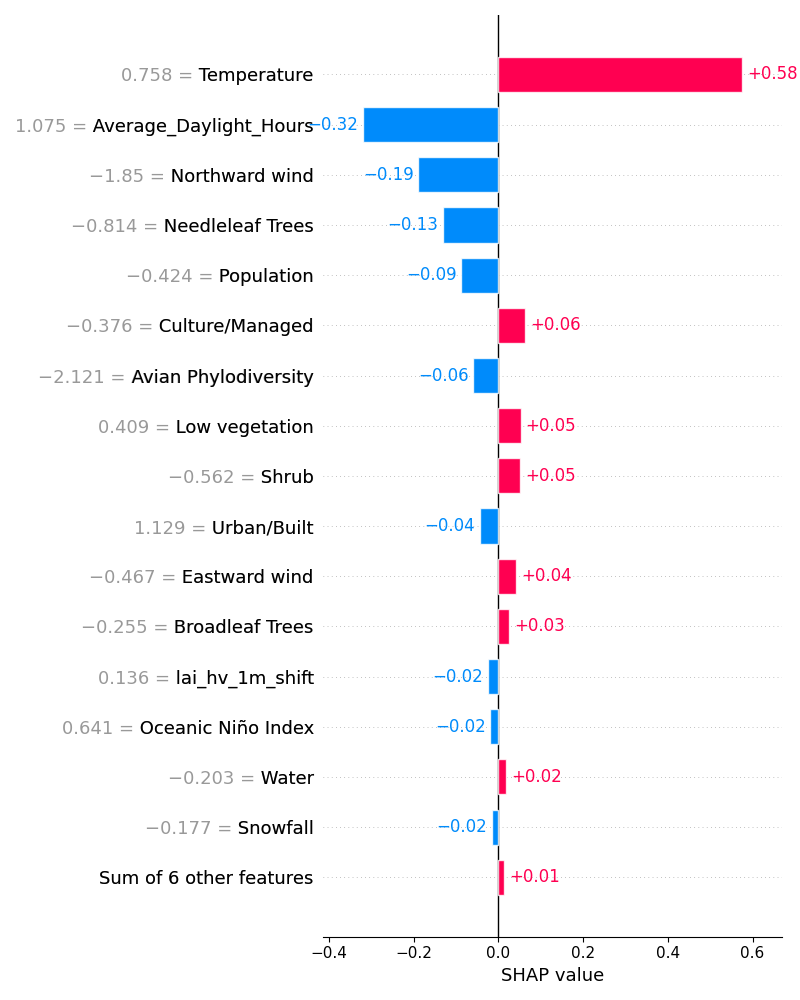 0.758 = Temperature +0.58
1.075 = Average_Daylight_Hours −0.32
−1.85 = Northward wind −0.19
−0.814 = Needleleaf Trees −0.13
−0.424 = Population −0.09
−0.376 = Culture/Managed +0.06
−2.121 = Avian Phylodiversity −0.06
0.409 = Low vegetation +0.05
−0.562 = Shrub +0.05
1.129 = Urban/Built −0.04
−0.467 = Eastward wind +0.04
−0.255 = Broadleaf Trees +0.03
0.136 = lai_hv_1m_shift −0.02
0.641 = Oceanic Niño Index −0.02
−0.203 = Water +0.02
−0.177 = Snowfall −0.02
Sum of 6 other features +0.01
−0.4 −0.2 0.0 0.2 0.4 0.6
SHAP value